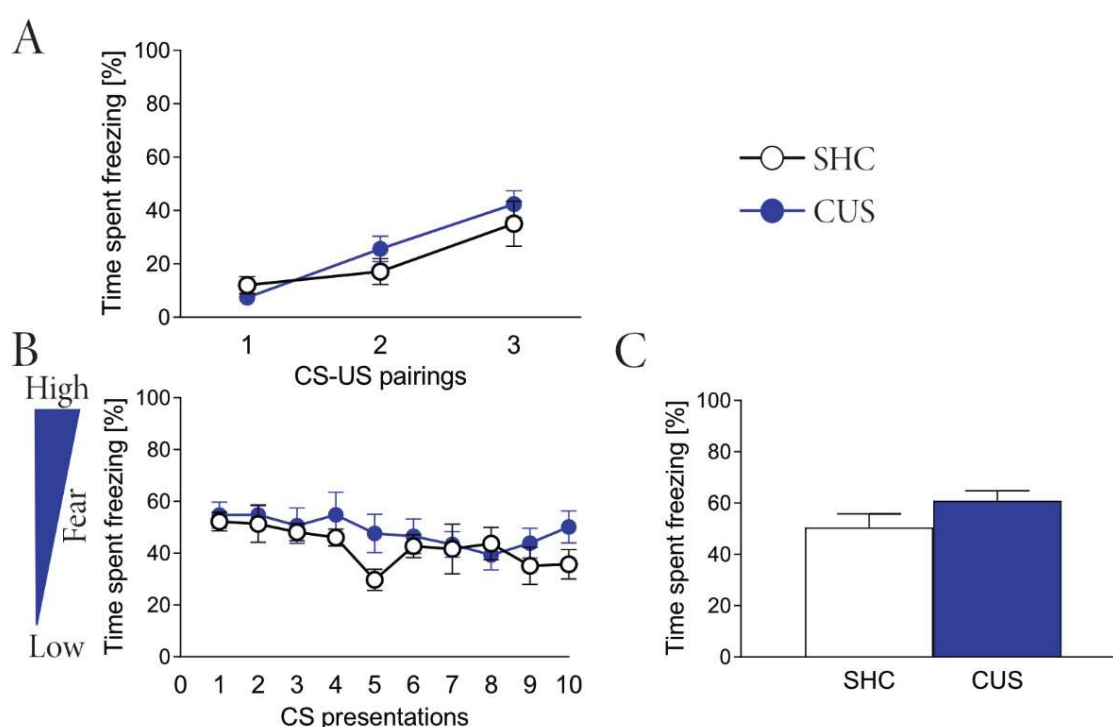 A
Time spent freezing [%]
100
80
60
40
20
0
1 2 3
CS-US pairings
SHC
CUS
B
High
Fear
Low
Time spent freezing [%]
100
80
60
40
20
0
0 1 2 3 4 5 6 7 8 9 10
CS presentations
C
Time spent freezing [%]
100
80
60
40
20
0
SHC CUS